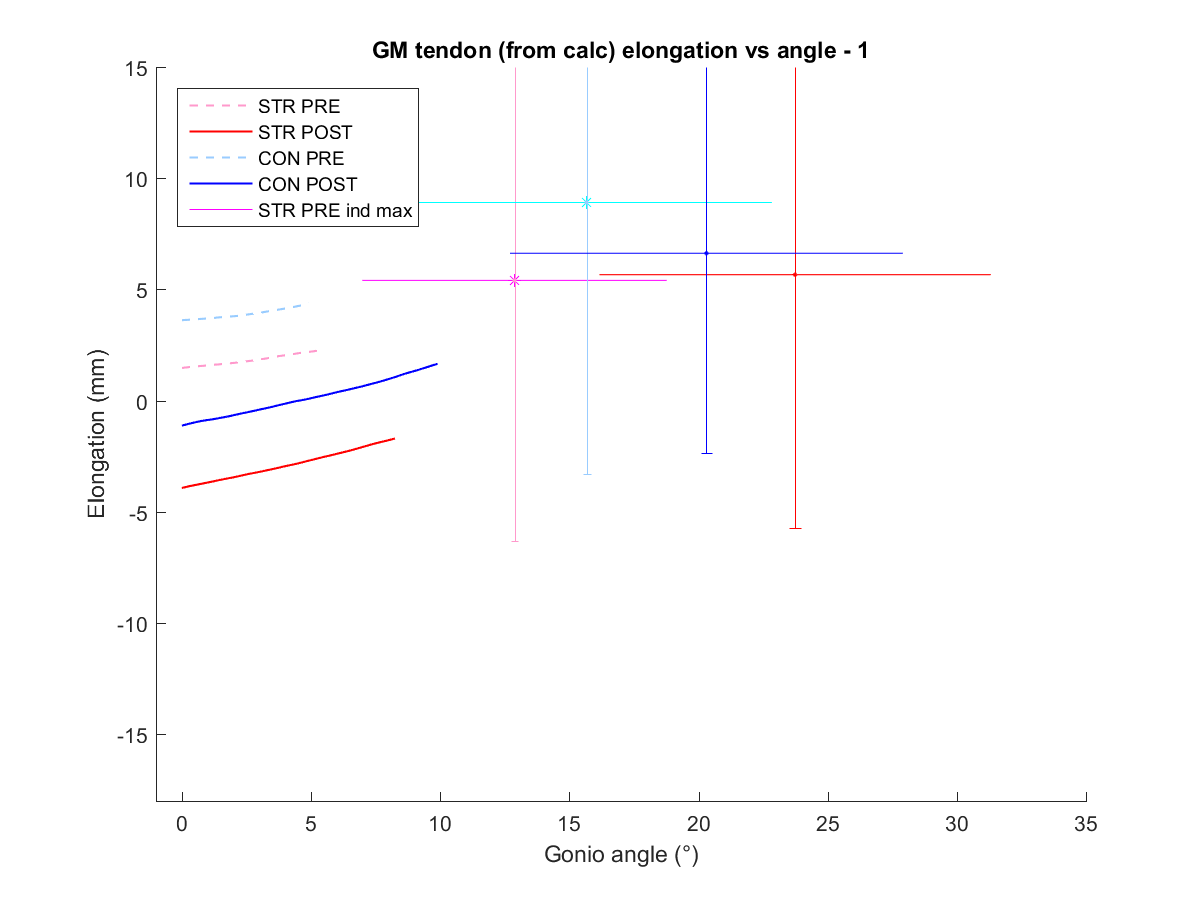 GM tendon (from calc) elongation vs angle - 1
15
10
5
0
-5
-10
-15
Elongation (mm)
STR PRE
STR POST
CON PRE
CON POST
STR PRE ind max
0 5 10 15 20 25 30 35
Gonio angle (°)